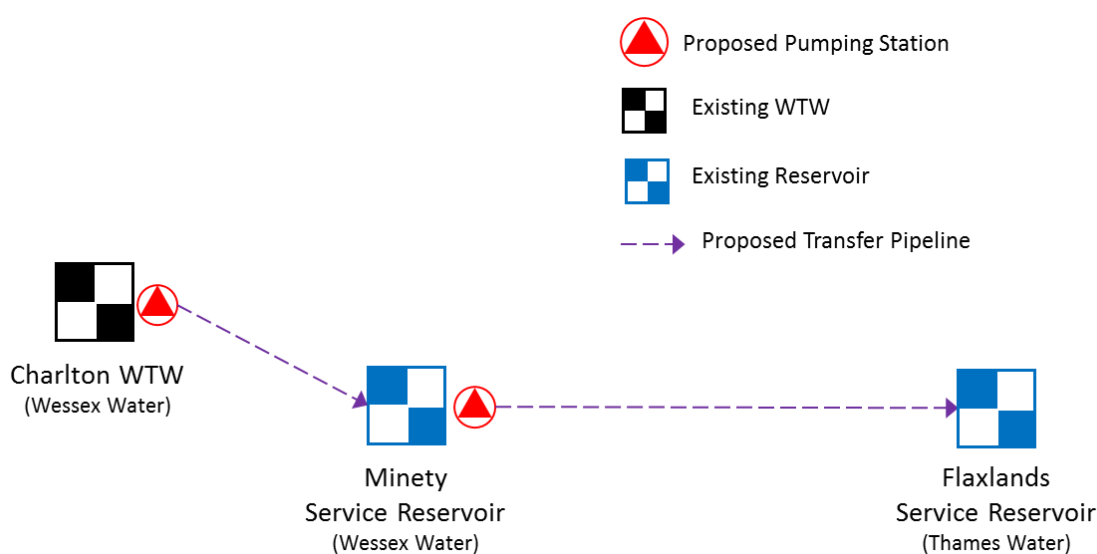 Proposed Pumping Station
Existing WTW
Existing Reservoir
Proposed Transfer Pipeline
Charlton WTW
(Wessex Water)
Minety
Service Reservoir
(Wessex Water)
Flaxlands
Service Reservoir
(Thames Water)